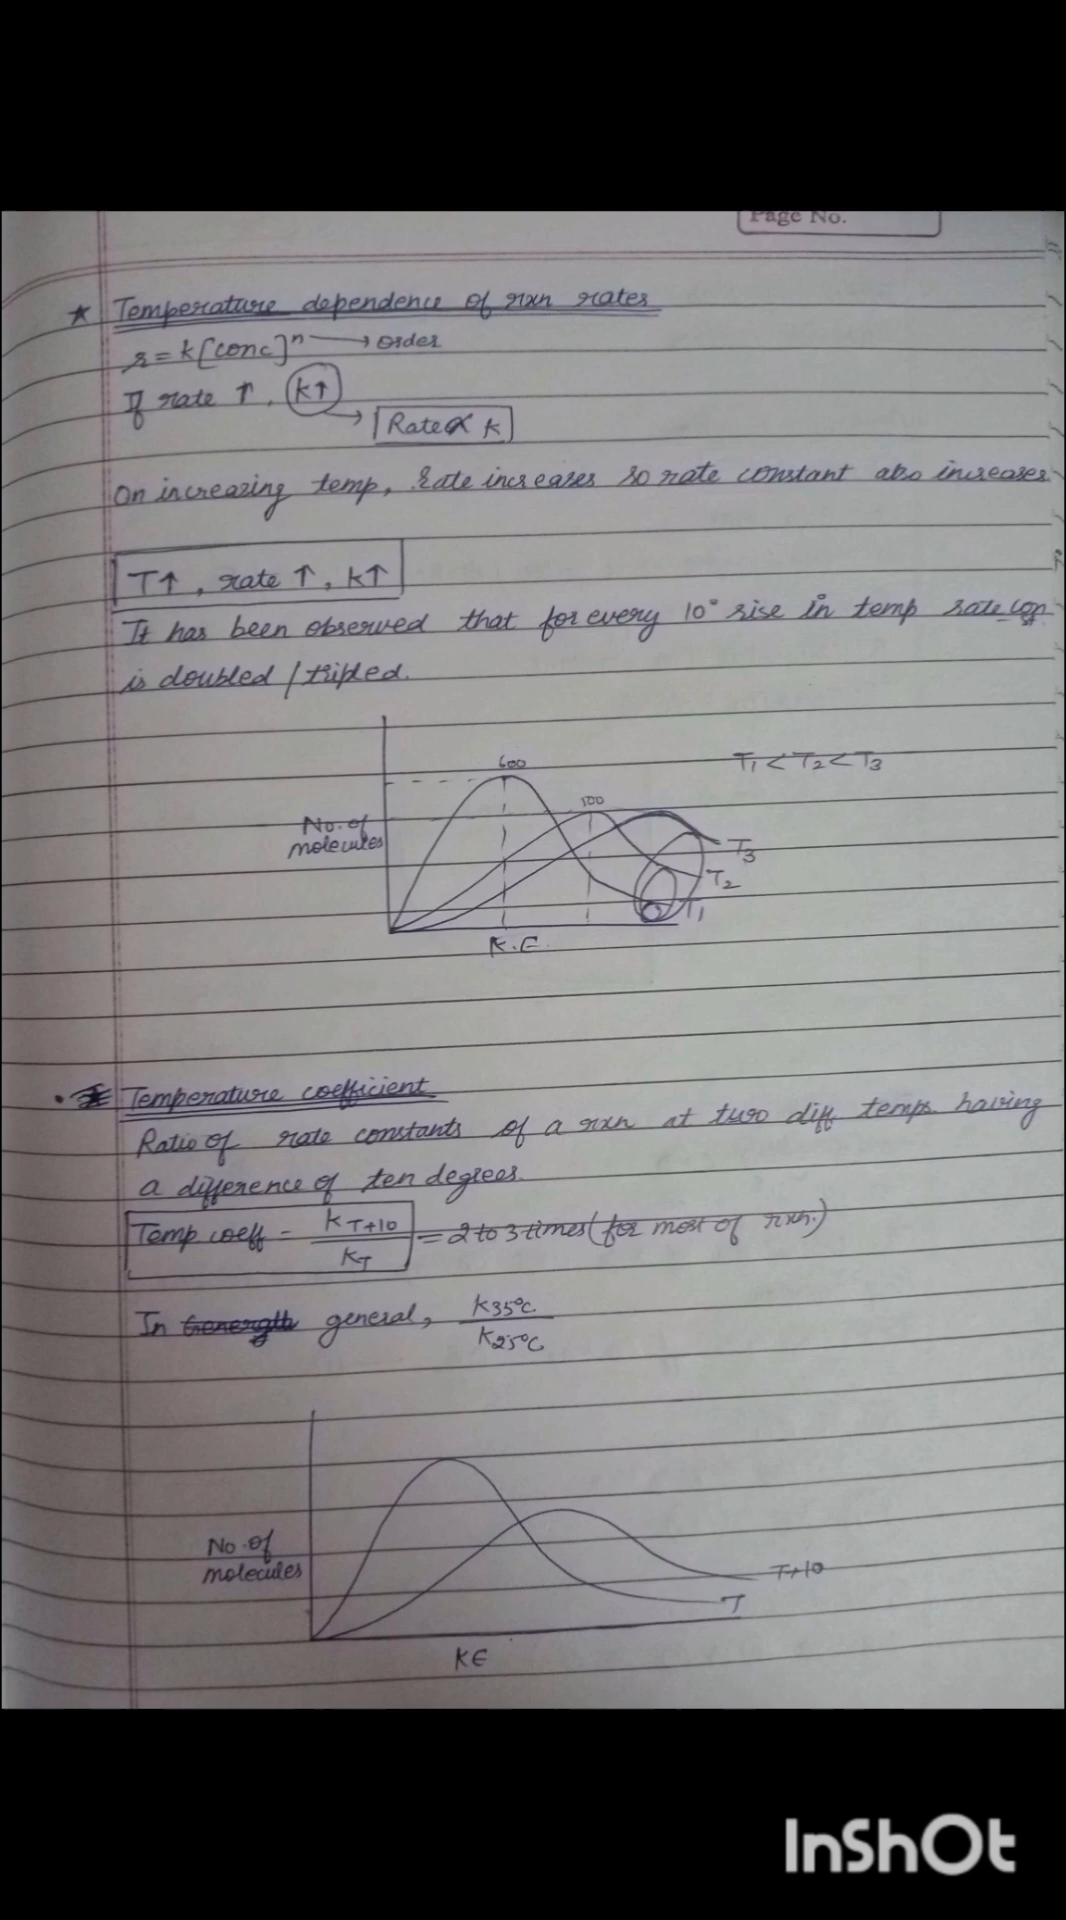 Page No.
★ Temperature dependence of rxn rates
r = k[conc]ⁿ → order
If rate ↑, k↑
→ Rate ∝ k
On increasing temp, rate increases so rate constant also increases
T↑, rate ↑, k↑
It has been observed that for every 10° rise in temp rate con
is doubled / tripled.
600
T₁ < T₂ < T₃
100
No. of
molecules
T₃
T₂
T₁
K.E.
Temperature coefficient
Ratio of rate constants of a rxn at two diff temps having
a difference of ten degrees.
Temp coeff = k T+10 / kT = 2 to 3 times (for most of rxn.)
In general, k35°C / k25°C
No. of
molecules
T+10
T
KE
InShOt